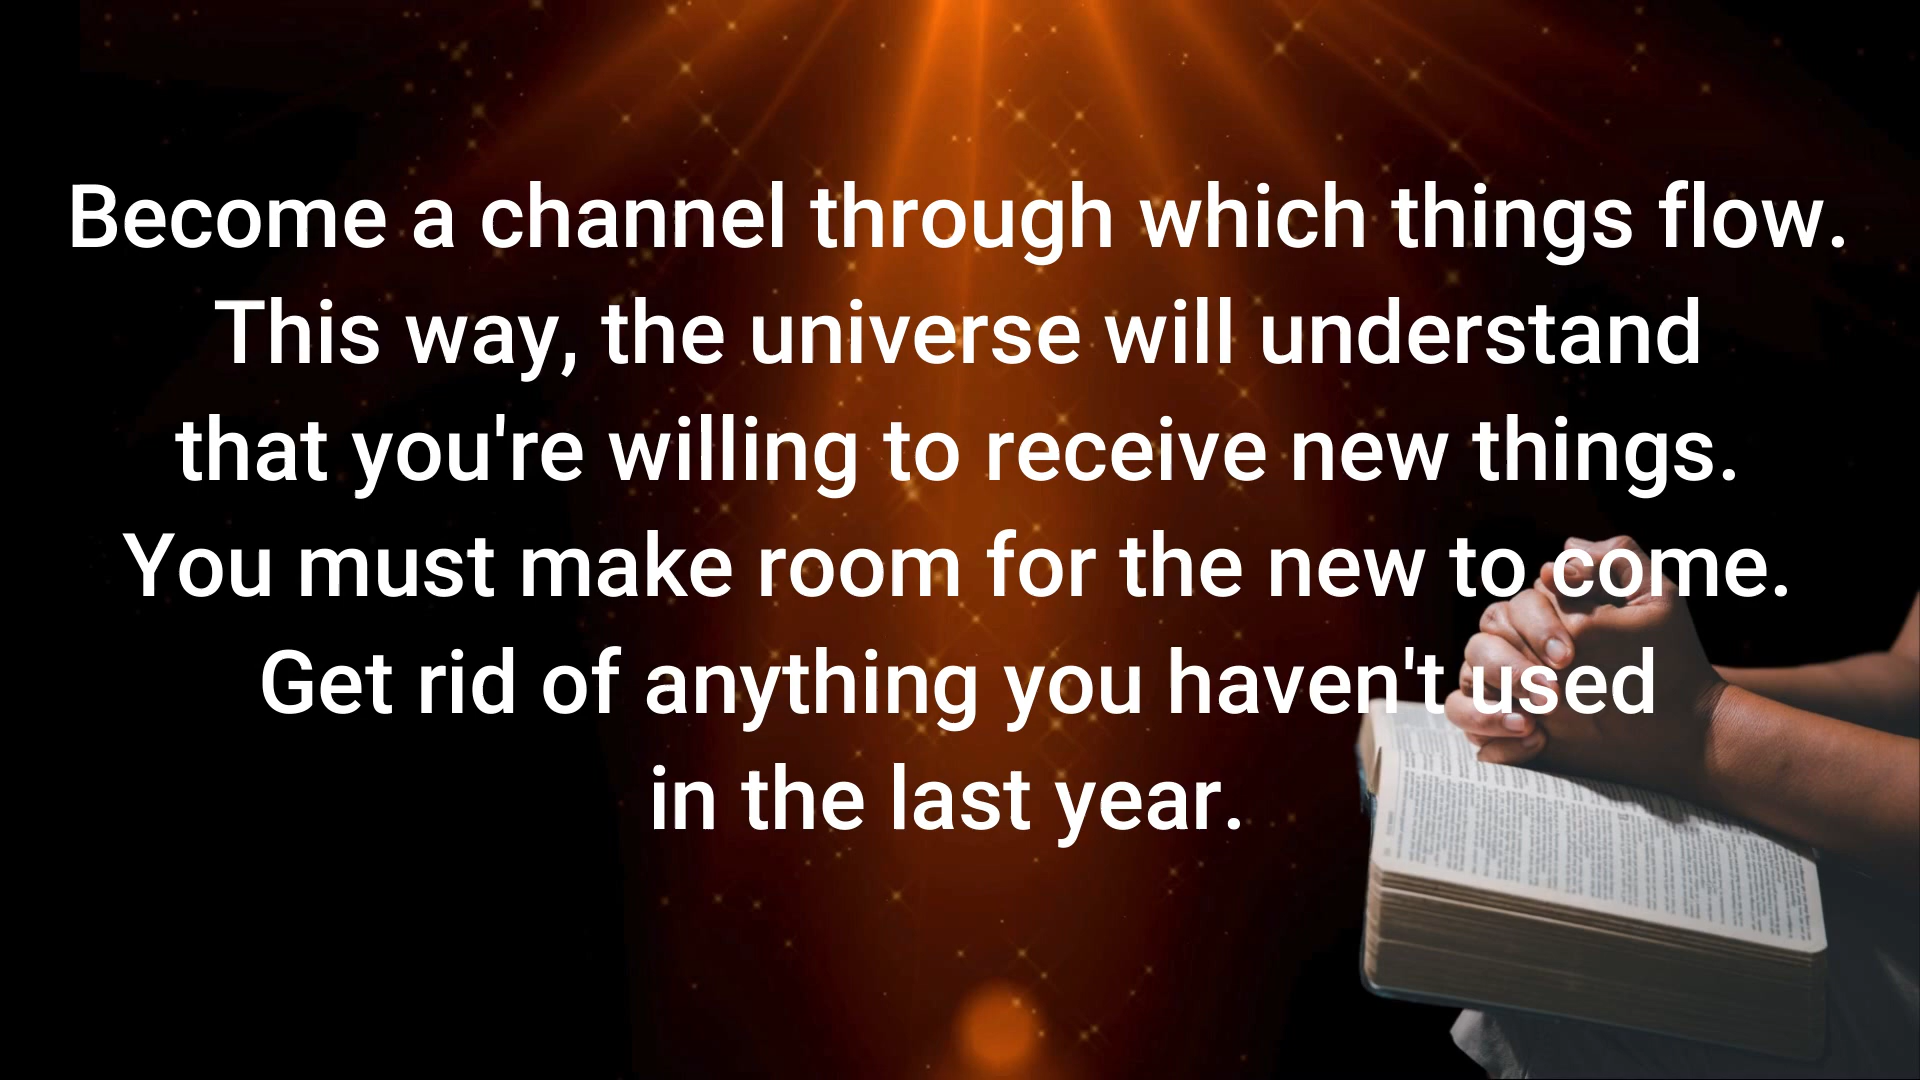 Become a channel through which things flow.
This way, the universe will understand
that you're willing to receive new things.
You must make room for the new to come.
Get rid of anything you haven't used
in the last year.